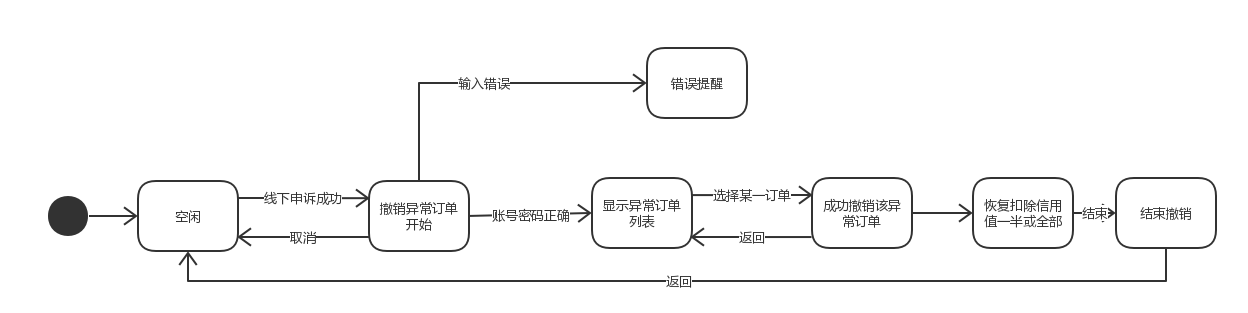 输入错误
错误提醒
空闲
线下申诉成功
取消
撤销异常订单
开始
账号密码正确
显示异常订单
列表
选择某一订单
返回
成功撤销该异
常订单
恢复扣除信用
值一半或全部
结束
结束撤销
返回